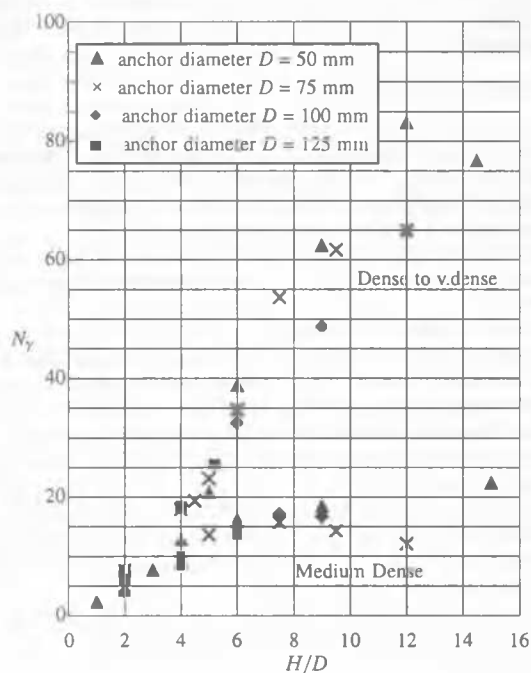 100
anchor diameter D = 50 mm
anchor diameter D = 75 mm
anchor diameter D = 100 mm
anchor diameter D = 125 mm
80
60
Dense to v.dense
Nγ
40
20
Medium Dense
0
0 2 4 6 8 10 12 14 16
H/D